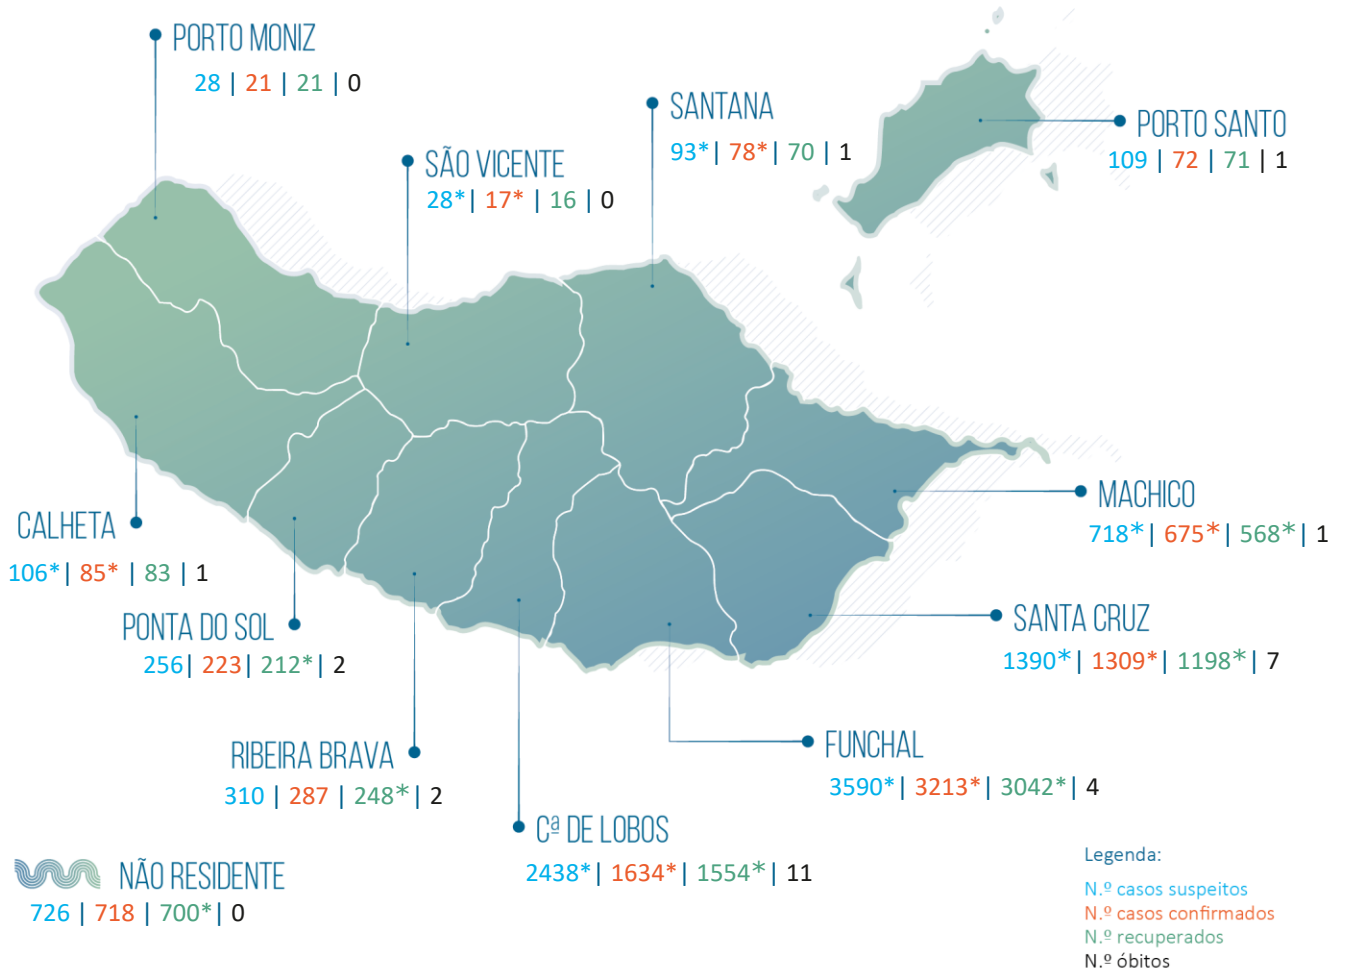 PORTO MONIZ
28 | 21 | 21 | 0
SANTANA
93*| 78* | 70 | 1
PORTO SANTO
109 | 72 | 71 | 1
SÃO VICENTE
28*| 17* | 16 | 0
MACHICO
718*| 675* | 568*| 1
CALHETA
106*| 85* | 83 | 1
PONTA DO SOL
256| 223| 212*| 2
SANTA CRUZ
1390*| 1309*| 1198*| 7
RIBEIRA BRAVA
310 | 287 | 248*| 2
FUNCHAL
3590*| 3213*| 3042*| 4
Cª DE LOBOS
2438*| 1634*| 1554*| 11
NÃO RESIDENTE
726 | 718 | 700*| 0
Legenda:
N.º casos suspeitos
N.º casos confirmados
N.º recuperados
N.º óbitos